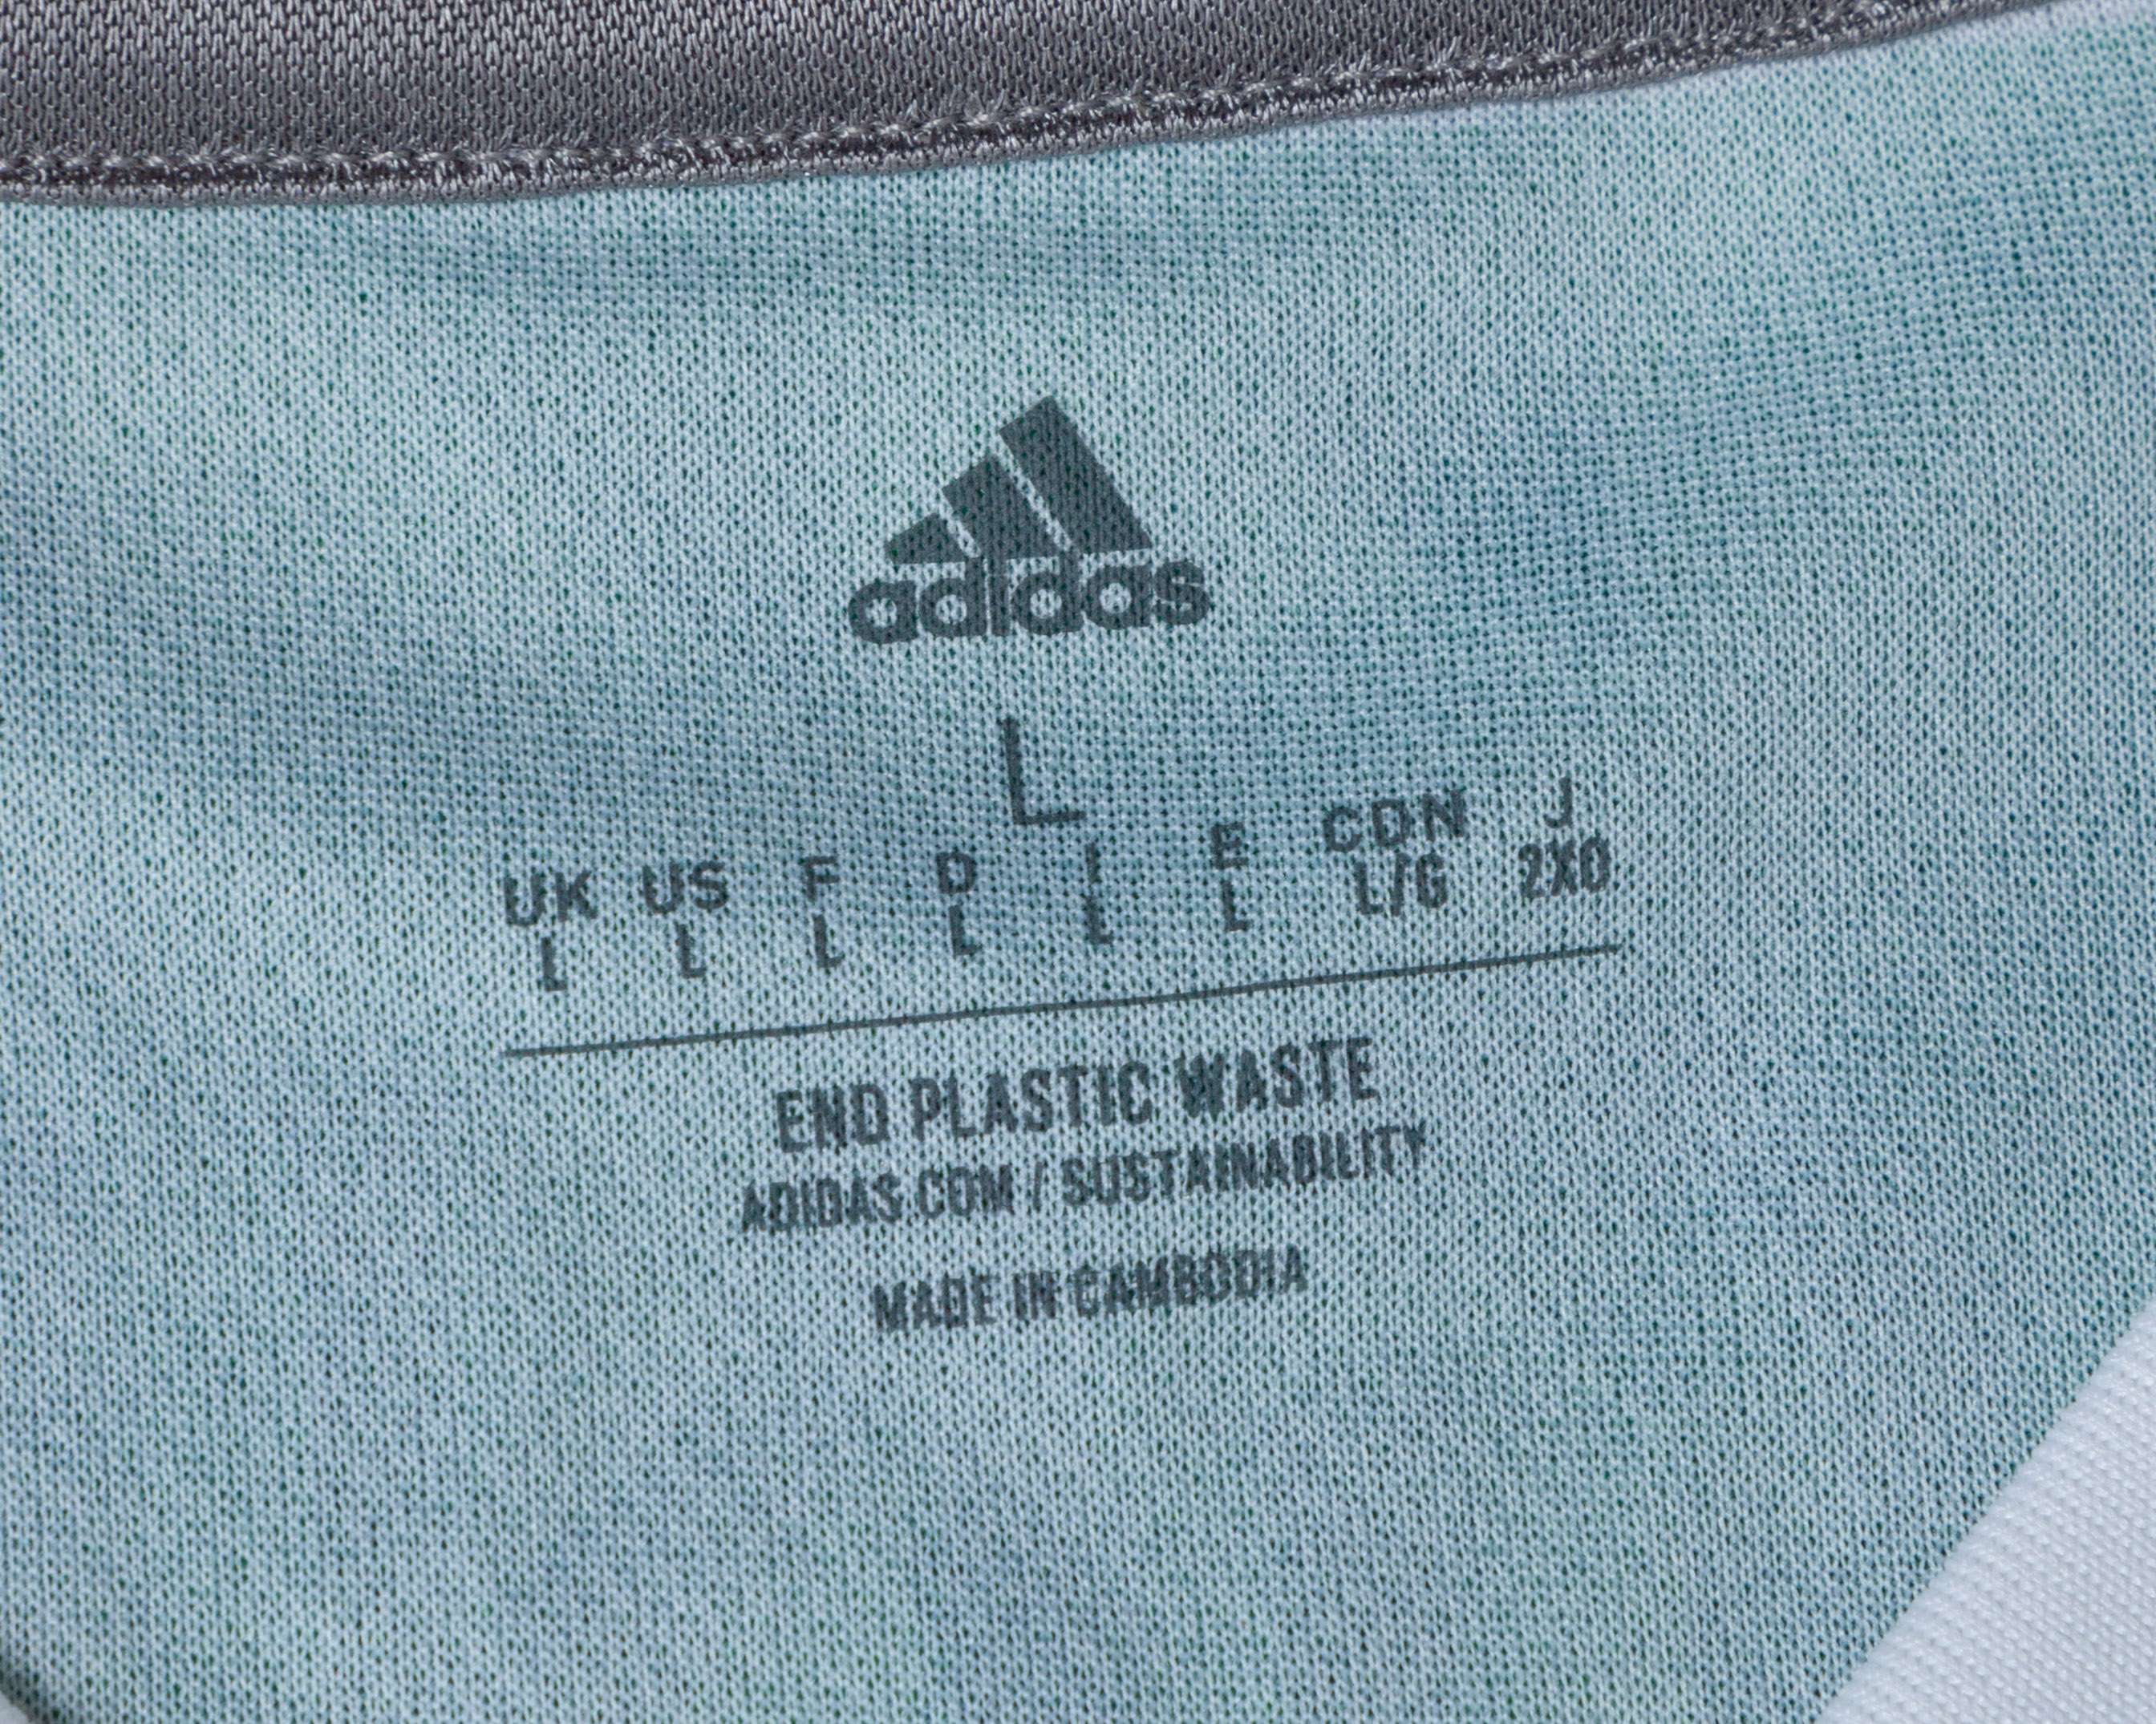 adidas
L
UK US F D I E CDN J
L L L L L L L/G 2XO
END PLASTIC WASTE
ADIDAS.COM / SUSTAINABILITY
MADE IN CAMBODIA